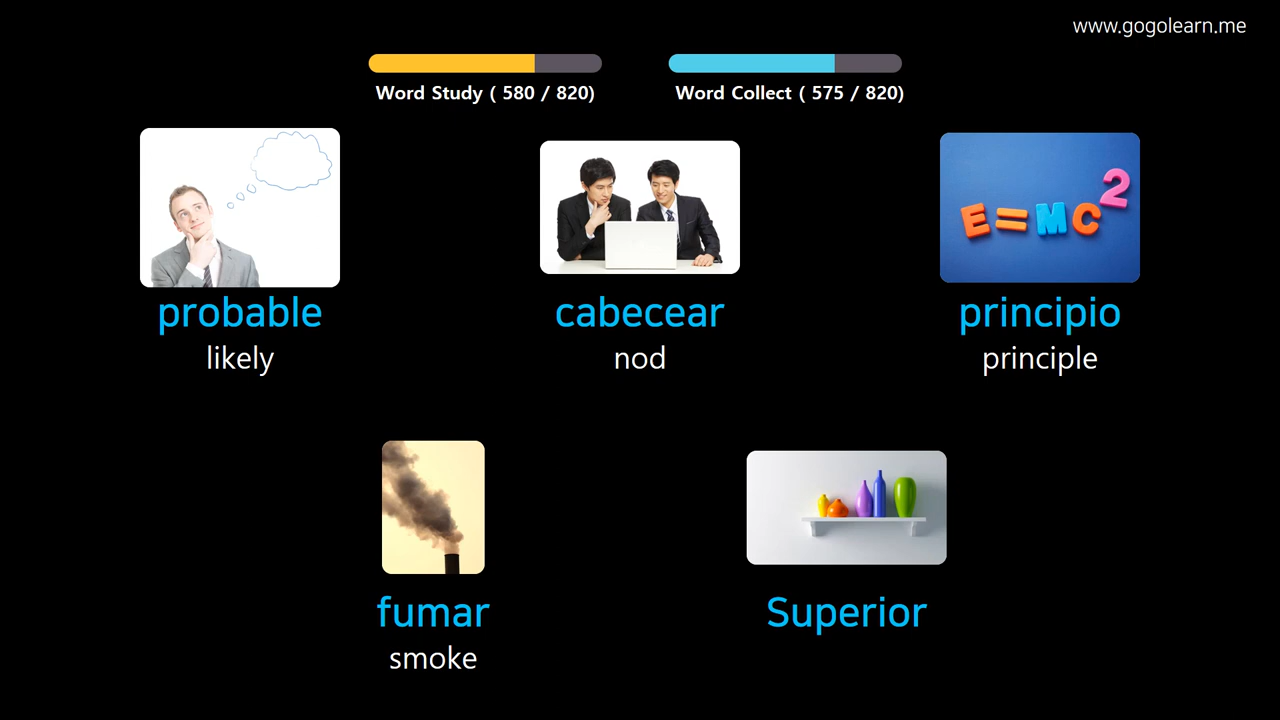 www.gogolearn.me
Word Study ( 580 / 820)
Word Collect ( 575 / 820)
E=MC2
probable
likely
cabecear
nod
principio
principle
fumar
smoke
Superior